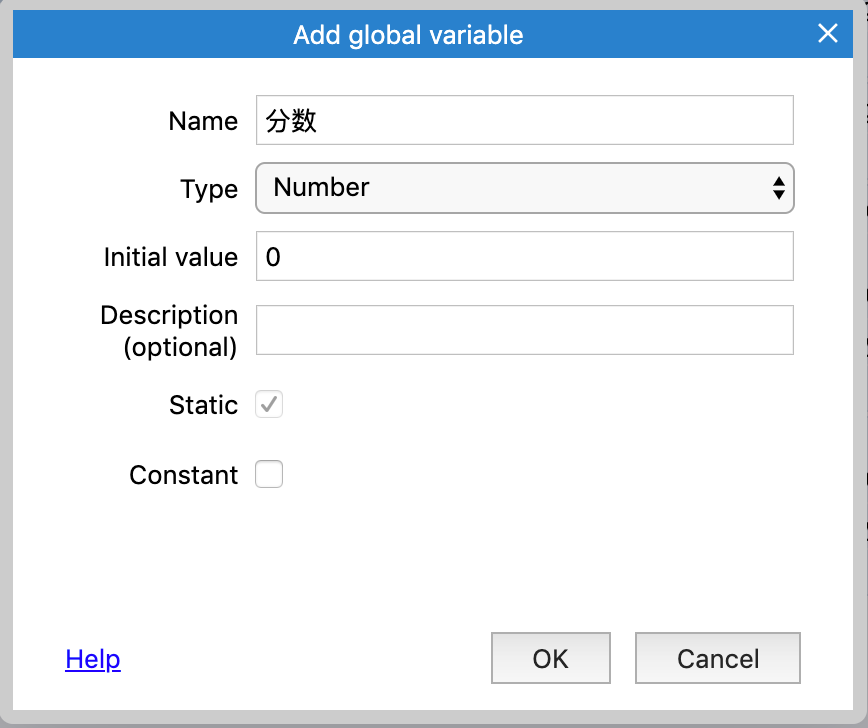 Add global variable
Name 分数
Type Number
Initial value 0
Description
(optional)
Static
Constant
Help OK Cancel